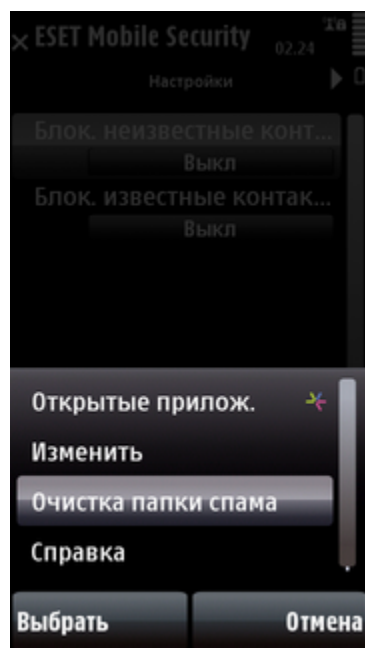 ESET Mobile Security
02.24
Настройки
Блок. неизвестные конт...
Выкл
Блок. известные контак...
Выкл
Открытые прилож.
Изменить
Очистка папки спама
Справка
Выбрать Отмена